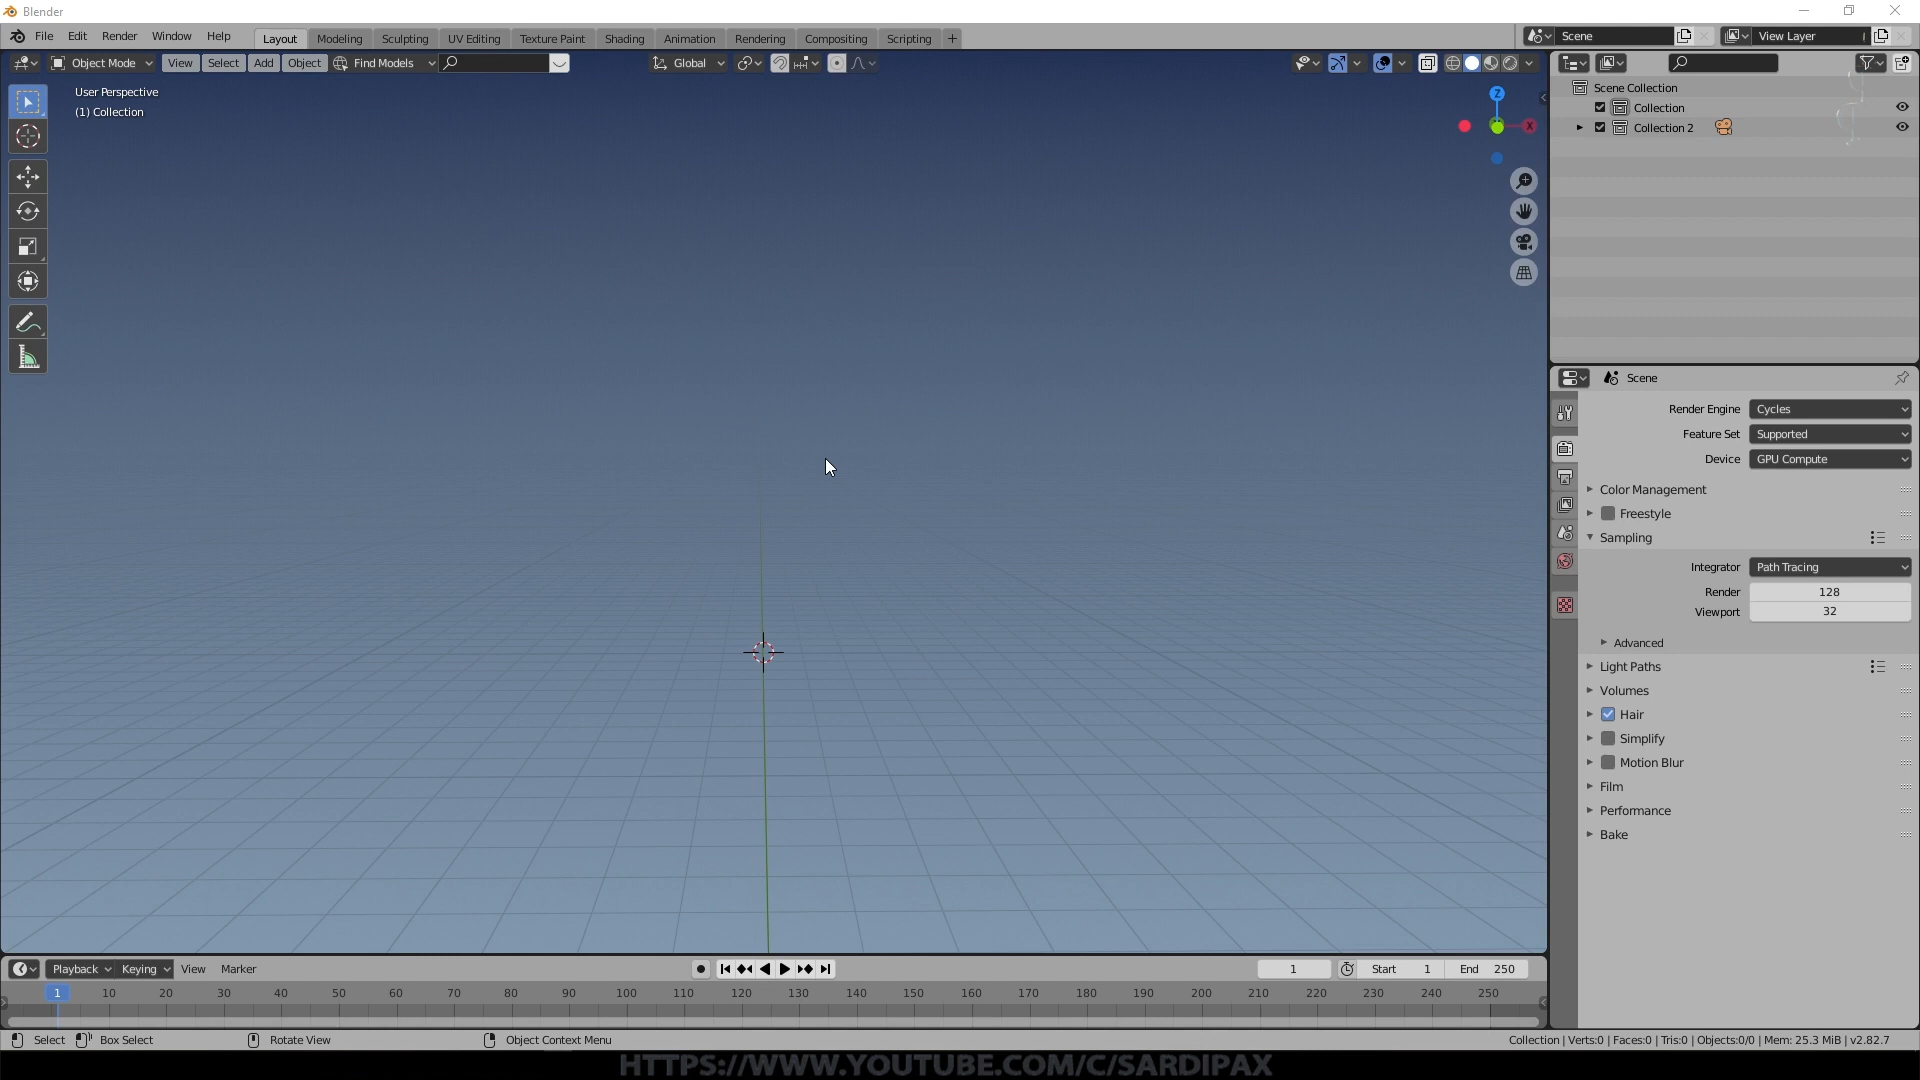 Blender
File Edit Render Window Help Layout Modeling Sculpting UV Editing Texture Paint Shading Animation Rendering Compositing Scripting + Scene View Layer
Object Mode View Select Add Object Find Models Global
User Perspective
(1) Collection
Z
X
Scene Collection
Collection
Collection 2
Scene
Render Engine Cycles
Feature Set Supported
Device GPU Compute
Color Management
Freestyle
Sampling
Integrator Path Tracing
Render 128
Viewport 32
Advanced
Light Paths
Volumes
Hair
Simplify
Motion Blur
Film
Performance
Bake
Playback Keying View Marker 1 Start 1 End 250
1 10 20 30 40 50 60 70 80 90 100 110 120 130 140 150 160 170 180 190 200 210 220 230 240 250
Select Box Select Rotate View Object Context Menu Collection | Verts:0 | Faces:0 | Tris:0 | Objects:0/0 | Mem: 25.3 MiB | v2.82.7
HTTPS://WWW.YOUTUBE.COM/C/SARDIPAX